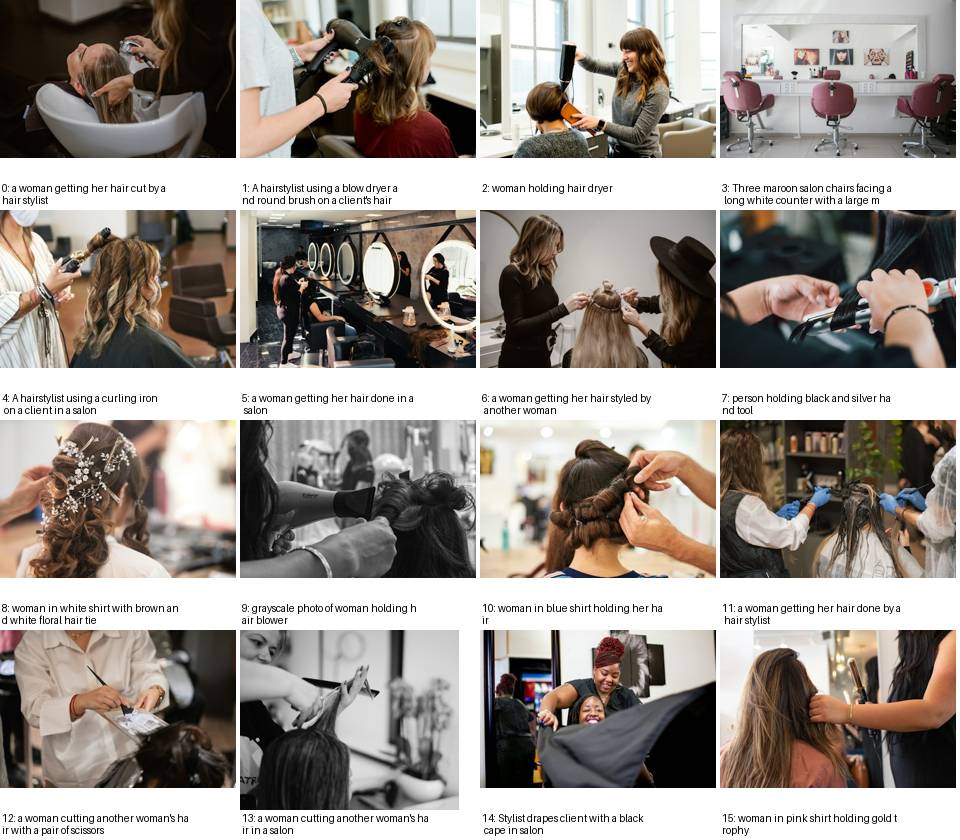 0: a woman getting her hair cut by a
hair stylist
1: A hairstylist using a blow dryer a
nd round brush on a client's hair
2: woman holding hair dryer
3: Three maroon salon chairs facing a
long white counter with a large m
4: A hairstylist using a curling iron
on a client in a salon
5: a woman getting her hair done in a
salon
6: a woman getting her hair styled by
another woman
7: person holding black and silver ha
nd tool
8: woman in white shirt with brown an
d white floral hair tie
9: grayscale photo of woman holding h
air blower
10: woman in blue shirt holding her ha
ir
11: a woman getting her hair done by a
hair stylist
12: a woman cutting another woman's ha
ir with a pair of scissors
13: a woman cutting another woman's ha
ir in a salon
14: Stylist drapes client with a black
cape in salon
15: woman in pink shirt holding gold t
rophy